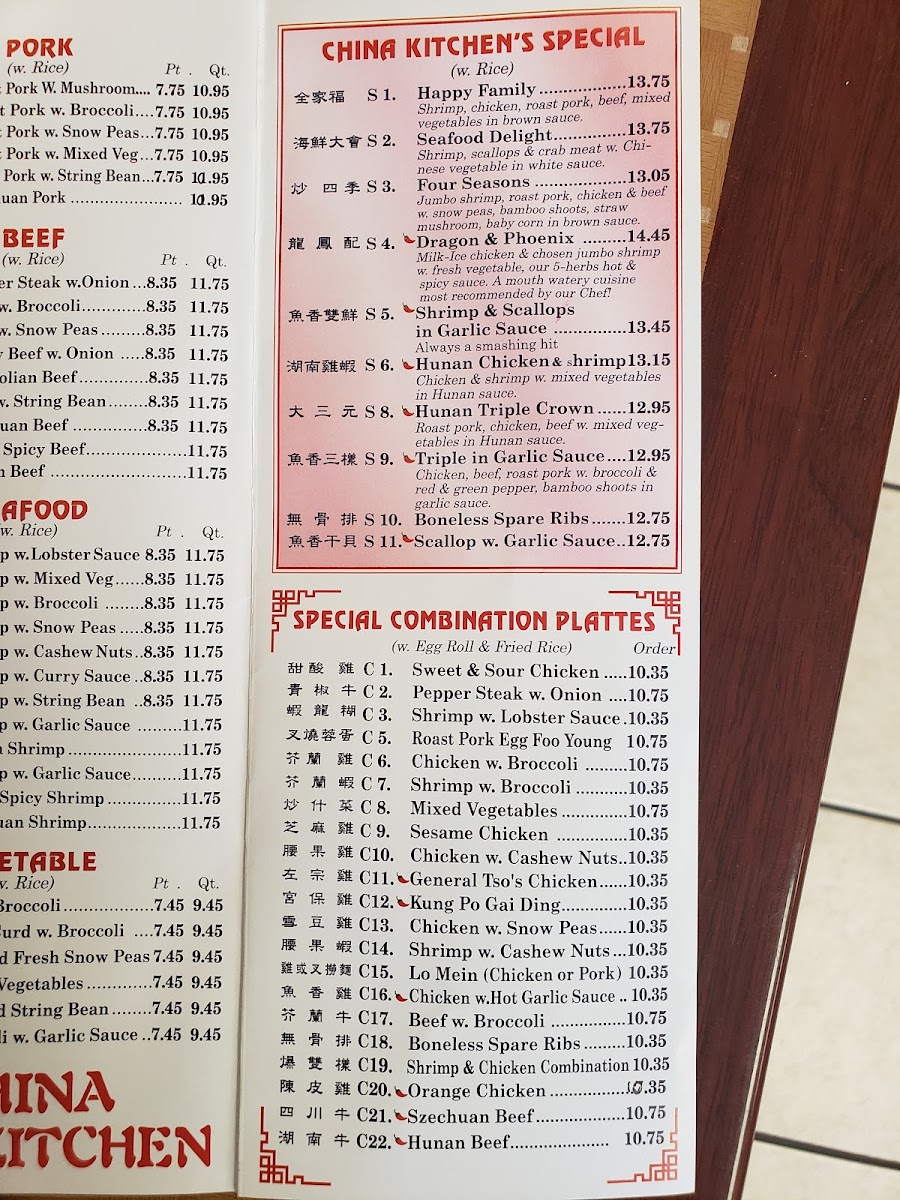 PORK
(w. Rice) Pt . Qt.
Pork W. Mushroom.... 7.75 10.95
Pork w. Broccoli....7.75 10.95
Pork w. Snow Peas...7.75 10.95
Pork w. Mixed Veg...7.75 10.95
Pork w. String Bean...7.75 11.95
uan Pork ........................ 11.95
BEEF
(w. Rice) Pt . Qt.
er Steak w.Onion ...8.35 11.75
w. Broccoli.............8.35 11.75
w. Snow Peas .........8.35 11.75
y Beef w. Onion .....8.35 11.75
olian Beef...............8.35 11.75
w. String Bean........8.35 11.75
uan Beef .................8.35 11.75
Spicy Beef......................11.75
n Beef .............................11.75
AFOOD
w. Rice) Pt . Qt.
p w.Lobster Sauce 8.35 11.75
p w. Mixed Veg......8.35 11.75
p w. Broccoli ........8.35 11.75
p w. Snow Peas .....8.35 11.75
p w. Cashew Nuts..8.35 11.75
p w. Curry Sauce ..8.35 11.75
p w. String Bean ..8.35 11.75
p w. Garlic Sauce ..........11.75
n Shrimp ........................11.75
p w. Garlic Sauce...........11.75
Spicy Shrimp ................11.75
uan Shrimp....................11.75
ETABLE
w. Rice) Pt . Qt.
Broccoli....................7.45 9.45
Curd w. Broccoli ....7.45 9.45
d Fresh Snow Peas 7.45 9.45
Vegetables ..............7.45 9.45
d String Bean .........7.45 9.45
li w. Garlic Sauce ..7.45 9.45
HINA
KITCHEN
CHINA KITCHEN'S SPECIAL
(w. Rice)
全家福 S 1. Happy Family ..................13.75
Shrimp, chicken, roast pork, beef, mixed
vegetables in brown sauce.
海鮮大會 S 2. Seafood Delight................13.75
Shrimp, scallops & crab meat w. Chi-
nese vegetable in white sauce.
炒四季 S 3. Four Seasons ....................13.05
Jumbo shrimp, roast pork, chicken & beef
w. snow peas, bamboo shoots, straw
mushroom, baby corn in brown sauce.
龍鳳配 S 4. Dragon & Phoenix .........14.45
Milk-Ice chicken & chosen jumbo shrimp
w. fresh vegetable, our 5-herbs hot &
spicy sauce. A mouth watery cuisine
most recommended by our Chef!
魚香雙鮮 S 5. Shrimp & Scallops
in Garlic Sauce ................13.45
Always a smashing hit
湖南雞蝦 S 6. Hunan Chicken & shrimp13.15
Chicken & shrimp w. mixed vegetables
in Hunan sauce.
大三元 S 8. Hunan Triple Crown ......12.95
Roast pork, chicken, beef w. mixed veg-
etables in Hunan sauce.
魚香三樣 S 9. Triple in Garlic Sauce....12.95
Chicken, beef, roast pork w. broccoli &
red & green pepper, bamboo shoots in
garlic sauce.
無骨排 S 10. Boneless Spare Ribs.......12.75
魚香干貝 S 11. Scallop w. Garlic Sauce..12.75
SPECIAL COMBINATION PLATTES
(w. Egg Roll & Fried Rice) Order
甜酸雞 C 1. Sweet & Sour Chicken .....10.35
青椒牛 C 2. Pepper Steak w. Onion ....10.75
蝦龍糊 C 3. Shrimp w. Lobster Sauce.10.35
叉燒蓉蛋 C 5. Roast Pork Egg Foo Young 10.75
芥蘭雞 C 6. Chicken w. Broccoli .........10.75
芥蘭蝦 C 7. Shrimp w. Broccoli ...........10.35
炒什菜 C 8. Mixed Vegetables ..............10.75
芝麻雞 C 9. Sesame Chicken ...............10.35
腰果雞 C10. Chicken w. Cashew Nuts..10.35
左宗雞 C11. General Tso's Chicken......10.35
宮保雞 C12. Kung Po Gai Ding.............10.35
雪豆雞 C13. Chicken w. Snow Peas......10.35
腰果蝦 C14. Shrimp w. Cashew Nuts ...10.35
雞或叉撈麵 C15. Lo Mein (Chicken or Pork) 10.35
魚香雞 C16. Chicken w.Hot Garlic Sauce .. 10.35
芥蘭牛 C17. Beef w. Broccoli .................10.75
無骨排 C18. Boneless Spare Ribs .........10.35
爆雙樣 C19. Shrimp & Chicken Combination 10.35
陳皮雞 C20. Orange Chicken ...............10.35
四川牛 C21. Szechuan Beef..................10.75
湖南牛 C22. Hunan Beef.................... 10.75